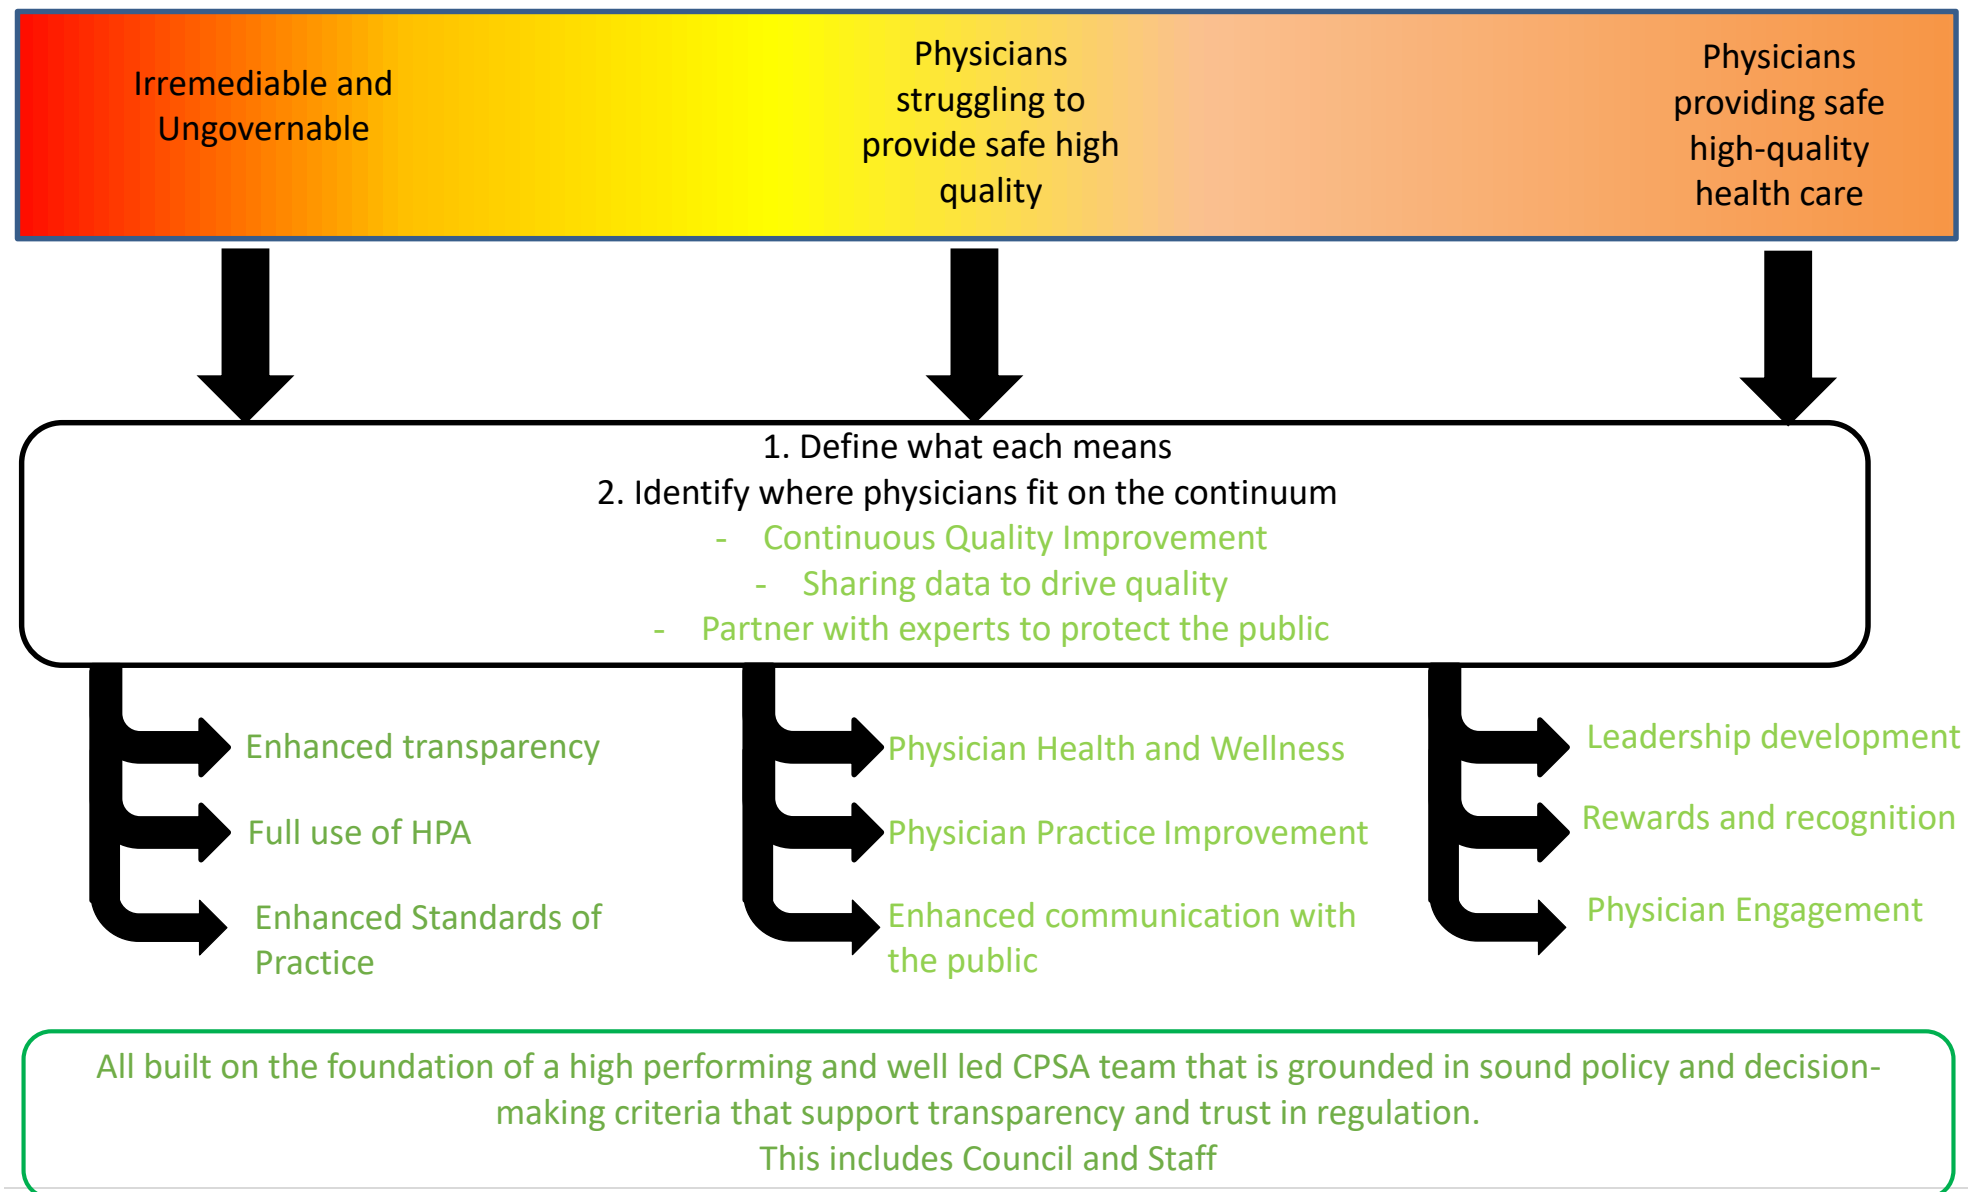 Irremediable and
Ungovernable
Physicians
struggling to
provide safe high
quality
Physicians
providing safe
high-quality
health care
1. Define what each means
2. Identify where physicians fit on the continuum
- Continuous Quality Improvement
- Sharing data to drive quality
- Partner with experts to protect the public
Enhanced transparency
Full use of HPA
Enhanced Standards of
Practice
Physician Health and Wellness
Physician Practice Improvement
Enhanced communication with
the public
Leadership development
Rewards and recognition
Physician Engagement
All built on the foundation of a high performing and well led CPSA team that is grounded in sound policy and decision-
making criteria that support transparency and trust in regulation.
This includes Council and Staff